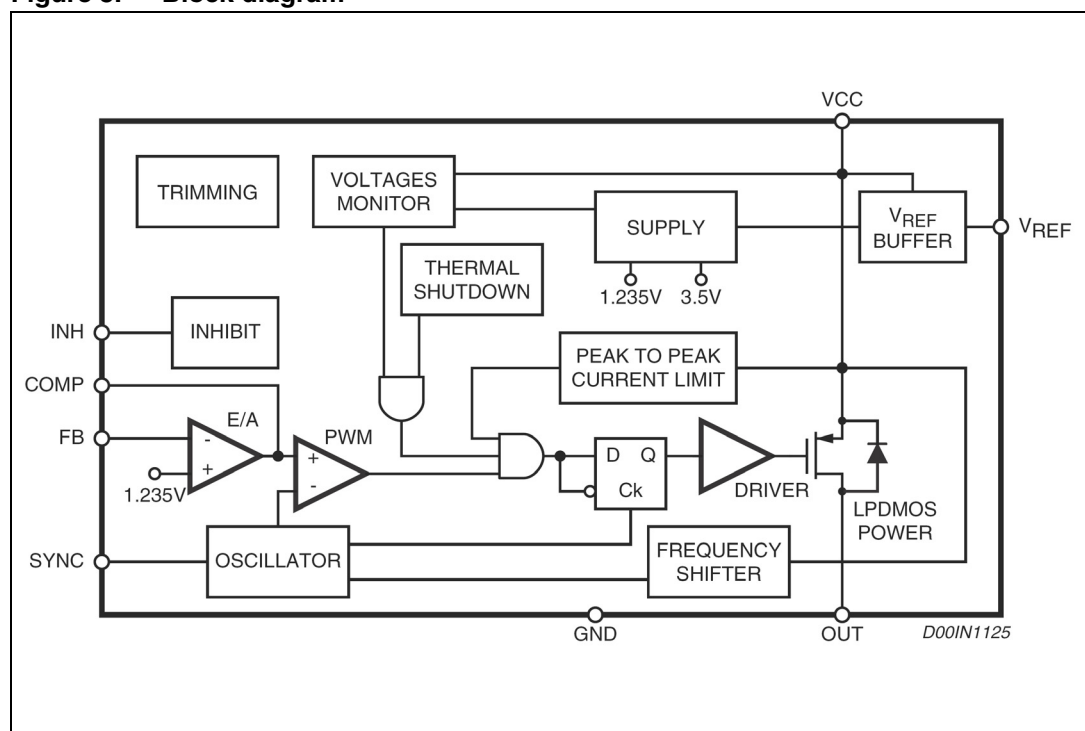 Figure 3. Block diagram
VCC
TRIMMING
VOLTAGES
MONITOR
SUPPLY
VREF
BUFFER
VREF
THERMAL
SHUTDOWN
1.235V
3.5V
INH
INHIBIT
PEAK TO PEAK
CURRENT LIMIT
COMP
E/A
FB
-
+
1.235V
PWM
+
-
D Q
Ck
DRIVER
LPDMOS
POWER
SYNC
OSCILLATOR
FREQUENCY
SHIFTER
GND
OUT
D00IN1125